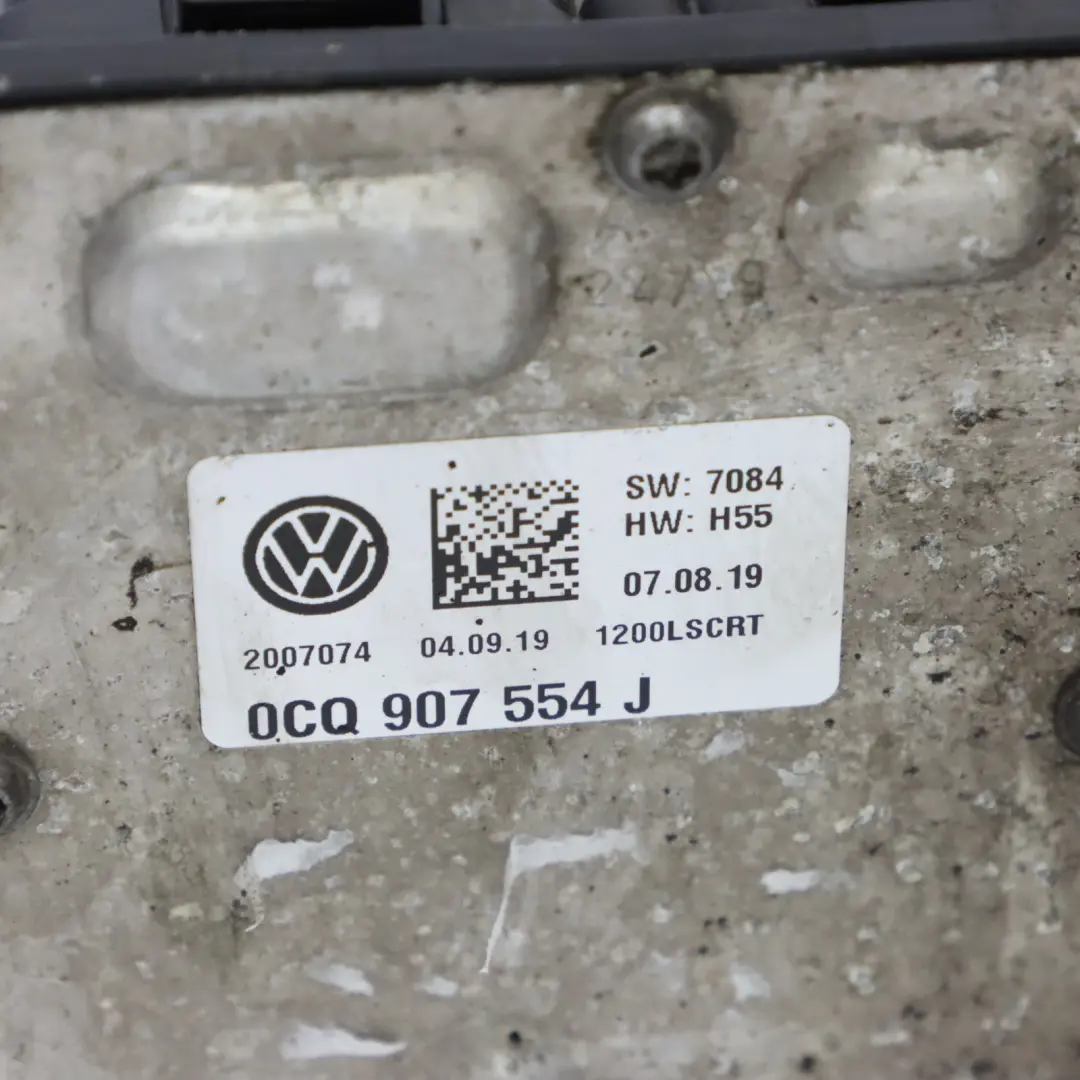 SW: 7084
HW: H55
07.08.19
2007074 04.09.19 1200LSCRT
0CQ 907 554 J